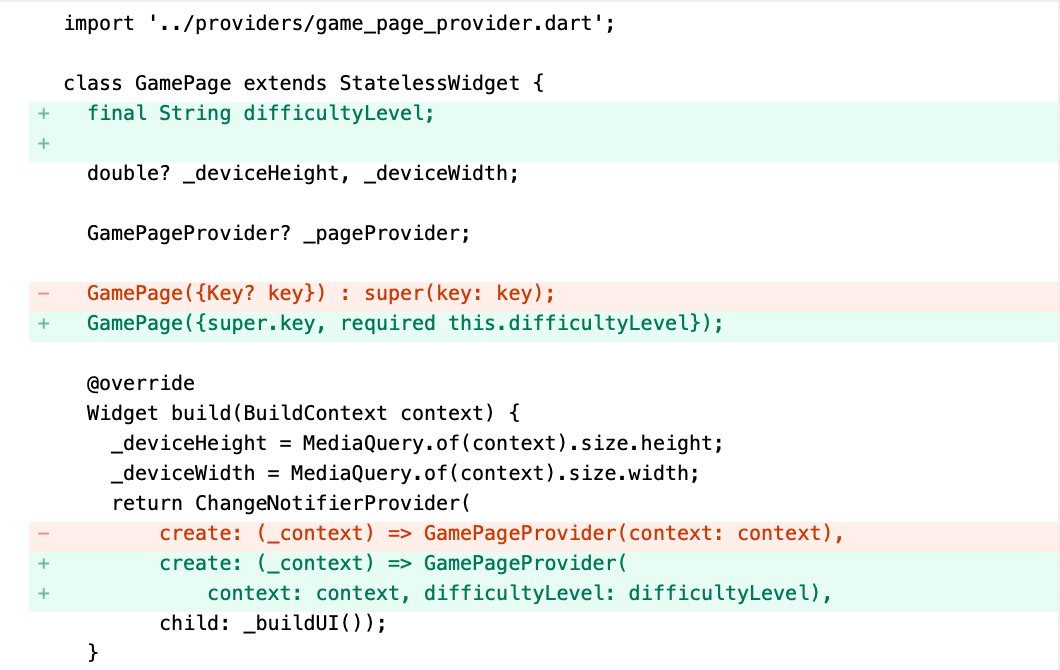 import '../providers/game_page_provider.dart';
class GamePage extends StatelessWidget {
+ final String difficultyLevel;
+
double? _deviceHeight, _deviceWidth;
GamePageProvider? _pageProvider;
- GamePage({Key? key}) : super(key: key);
+ GamePage({super.key, required this.difficultyLevel});
@override
Widget build(BuildContext context) {
_deviceHeight = MediaQuery.of(context).size.height;
_deviceWidth = MediaQuery.of(context).size.width;
return ChangeNotifierProvider(
- create: (_context) => GamePageProvider(context: context),
+ create: (_context) => GamePageProvider(
+ context: context, difficultyLevel: difficultyLevel),
child: _buildUI());
}